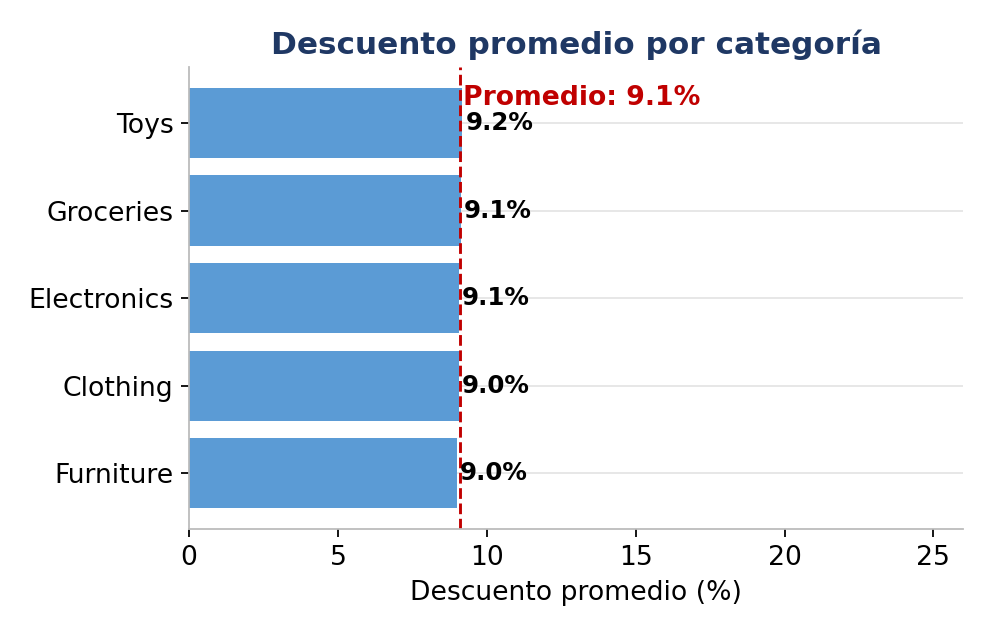 Descuento promedio por categoría
Promedio: 9.1%
Toys 9.2%
Groceries 9.1%
Electronics 9.1%
Clothing 9.0%
Furniture 9.0%
0 5 10 15 20 25
Descuento promedio (%)